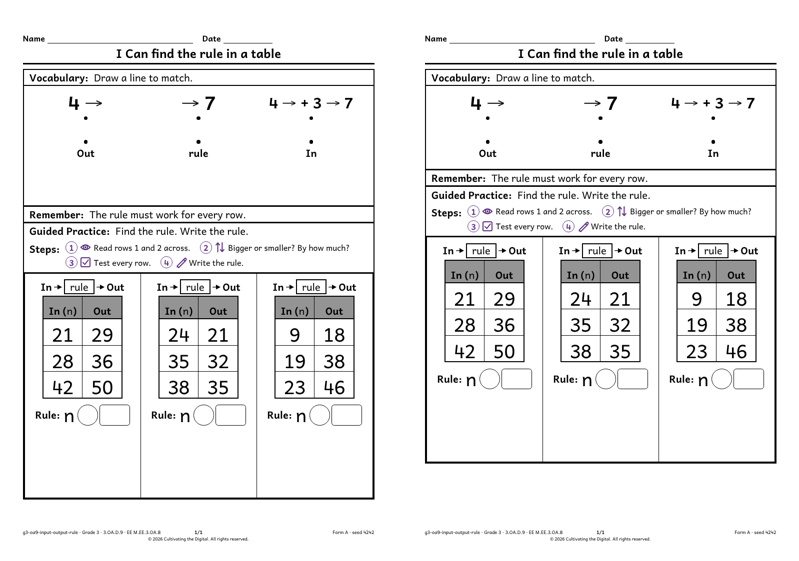 Name Date
I Can find the rule in a table
Vocabulary: Draw a line to match.
4 → → 7 4 → + 3 → 7
Out rule In
Remember: The rule must work for every row.
Guided Practice: Find the rule. Write the rule.
Steps: 1 Read rows 1 and 2 across. 2 Bigger or smaller? By how much?
3 Test every row. 4 Write the rule.
In → rule → Out In → rule → Out In → rule → Out
In (n) Out In (n) Out In (n) Out
21 29 24 21 9 18
28 36 35 32 19 38
42 50 38 35 23 46
Rule: n Rule: n Rule: n
g3-oa9-input-output-rule · Grade 3 · 3.OA.D.9 · EE M.EE.3.OA.8 1/1 Form A · seed 4242
© 2026 Cultivating the Digital. All rights reserved.
Name Date
I Can find the rule in a table
Vocabulary: Draw a line to match.
4 → → 7 4 → + 3 → 7
Out rule In
Remember: The rule must work for every row.
Guided Practice: Find the rule. Write the rule.
Steps: 1 Read rows 1 and 2 across. 2 Bigger or smaller? By how much?
3 Test every row. 4 Write the rule.
In → rule → Out In → rule → Out In → rule → Out
In (n) Out In (n) Out In (n) Out
21 29 24 21 9 18
28 36 35 32 19 38
42 50 38 35 23 46
Rule: n Rule: n Rule: n
g3-oa9-input-output-rule · Grade 3 · 3.OA.D.9 · EE M.EE.3.OA.8 1/1 Form A · seed 4242
© 2026 Cultivating the Digital. All rights reserved.